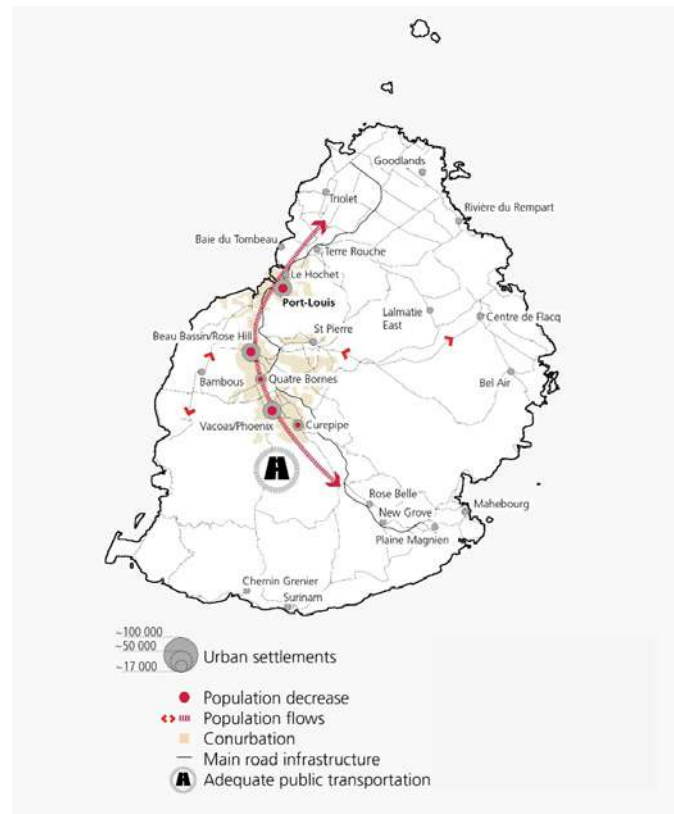 Goodlands
Triolet
Rivière du Rempart
Baie du Tombeau
Terre Rouche
Le Hochet
Port-Louis
Lalmatie
East
Centre de Flacq
St Pierre
Beau Bassin/Rose Hill
Bambous
Quatre Bornes
Bel Air
Vacoas/Phoenix
Curepipe
Rose Belle
New Grove
Mahebourg
Plaine Magnien
Chemin Grenier
Surinam
~100 000
~50 000
~17 000
Urban settlements
Population decrease
Population flows
Conurbation
Main road infrastructure
Adequate public transportation